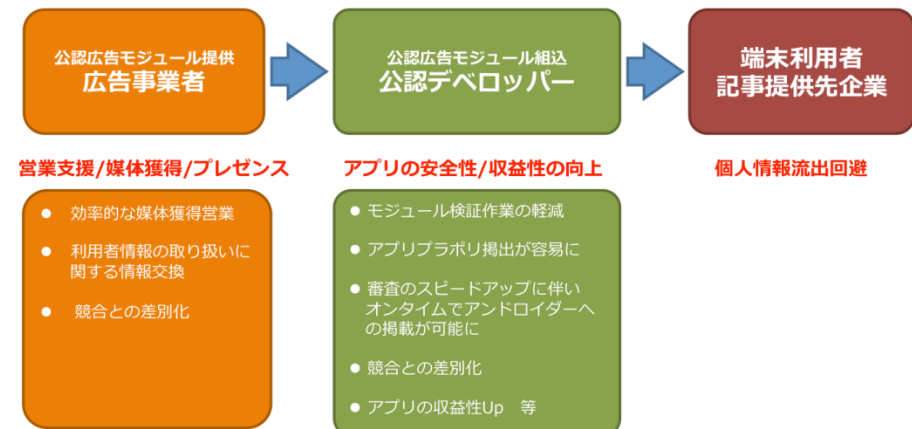 公認広告モジュール提供
広告事業者
公認広告モジュール組込
公認デベロッパー
端末利用者
記事提供先企業
営業支援/媒体獲得/プレゼンス
アプリの安全性/収益性の向上
個人情報流出回避
● 効率的な媒体獲得営業
● 利用者情報の取り扱いに
関する情報交換
● 競合との差別化
● モジュール検証作業の軽減
● アプリプラポリ掲出が容易に
● 審査のスピードアップに伴い
オンタイムでアンドロイダーへ
の掲載が可能に
● 競合との差別化
● アプリの収益性Up 等